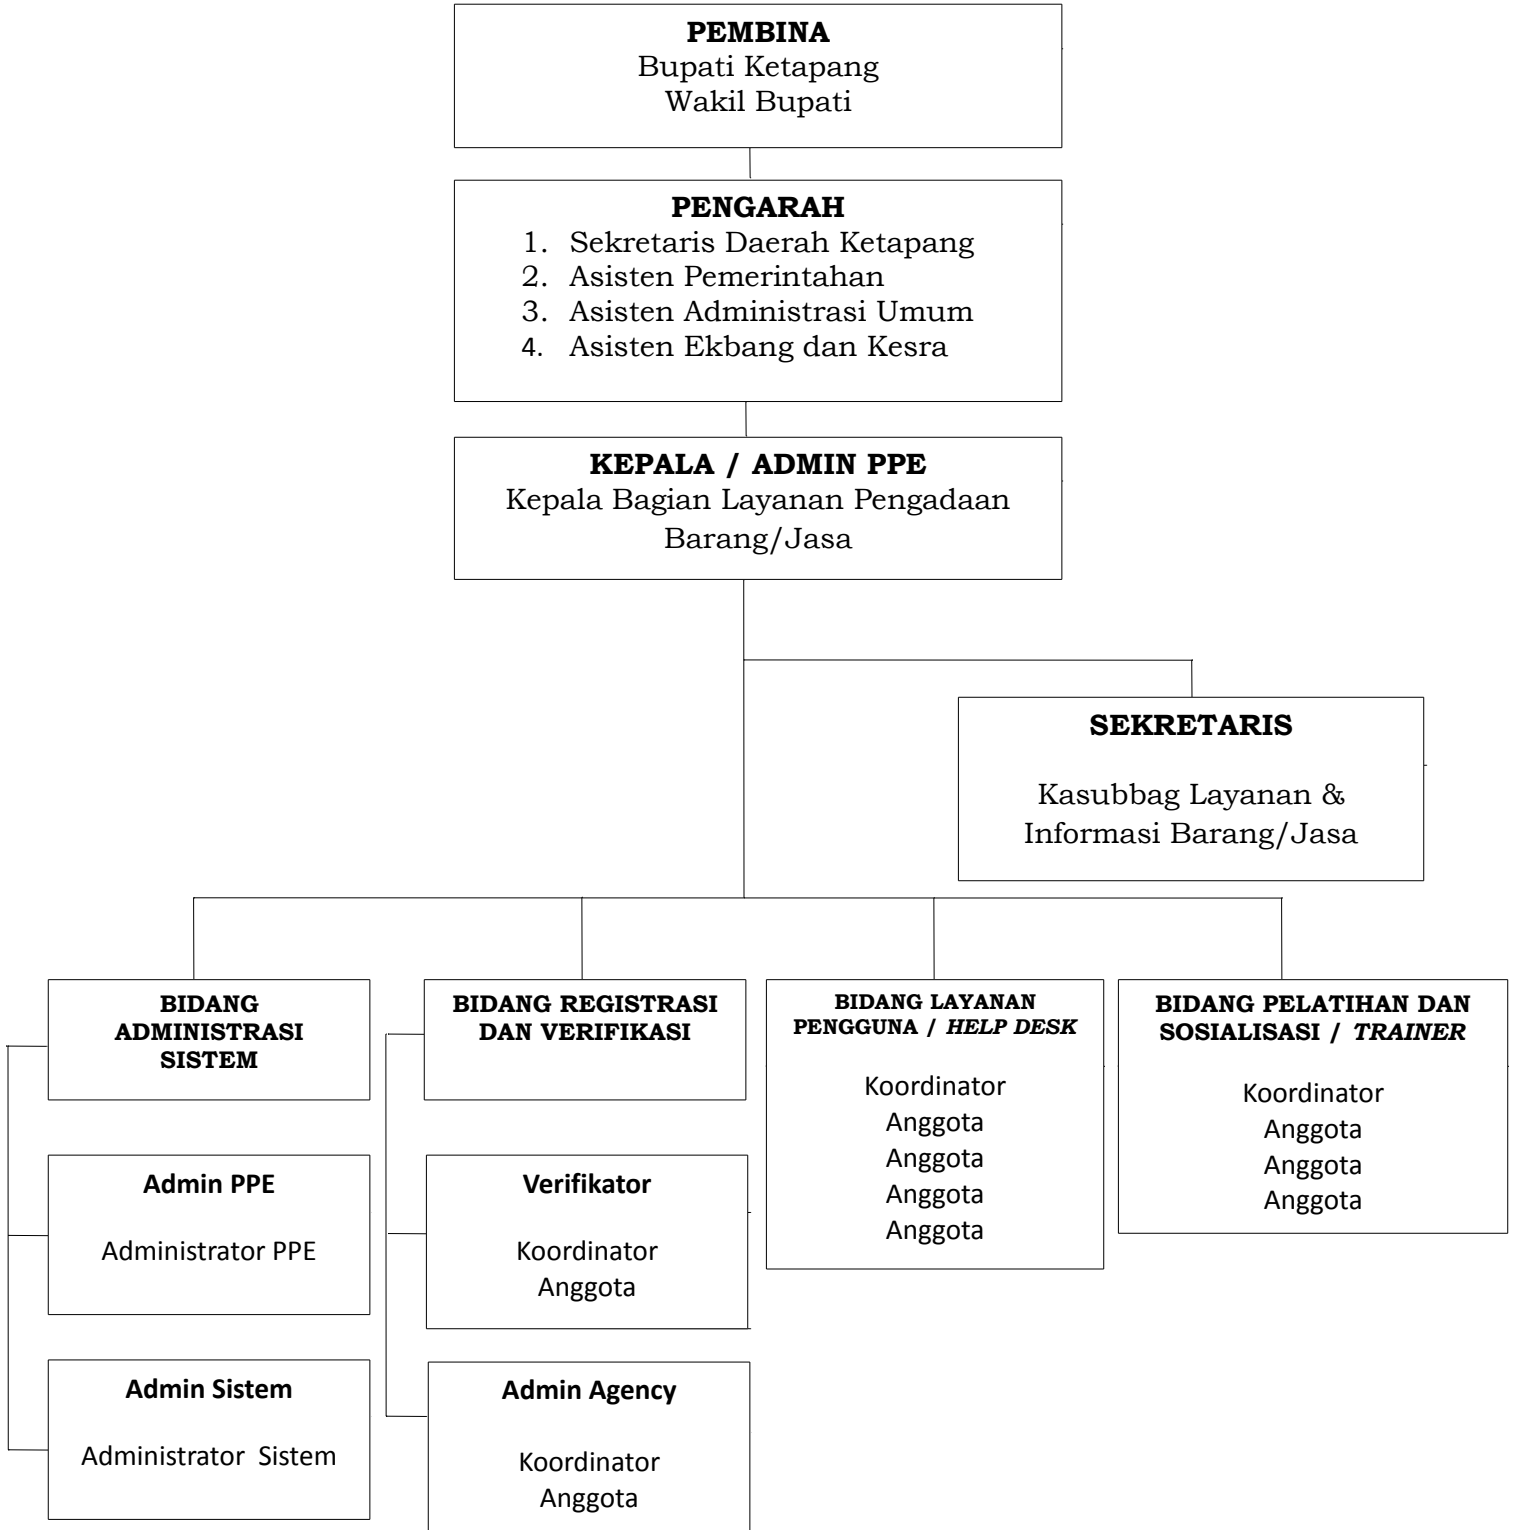 PEMBINA
Bupati Ketapang
Wakil Bupati
PENGARAH
1. Sekretaris Daerah Ketapang
2. Asisten Pemerintahan
3. Asisten Administrasi Umum
4. Asisten Ekbang dan Kesra
KEPALA / ADMIN PPE
Kepala Bagian Layanan Pengadaan
Barang/Jasa
SEKRETARIS
Kasubbag Layanan &
Informasi Barang/Jasa
BIDANG
ADMINISTRASI
SISTEM
Admin PPE
Administrator PPE
Admin Sistem
Administrator Sistem
BIDANG REGISTRASI
DAN VERIFIKASI
Verifikator
Koordinator
Anggota
Admin Agency
Koordinator
Anggota
BIDANG LAYANAN
PENGGUNA / HELP DESK
Koordinator
Anggota
Anggota
Anggota
Anggota
BIDANG PELATIHAN DAN
SOSIALISASI / TRAINER
Koordinator
Anggota
Anggota
Anggota